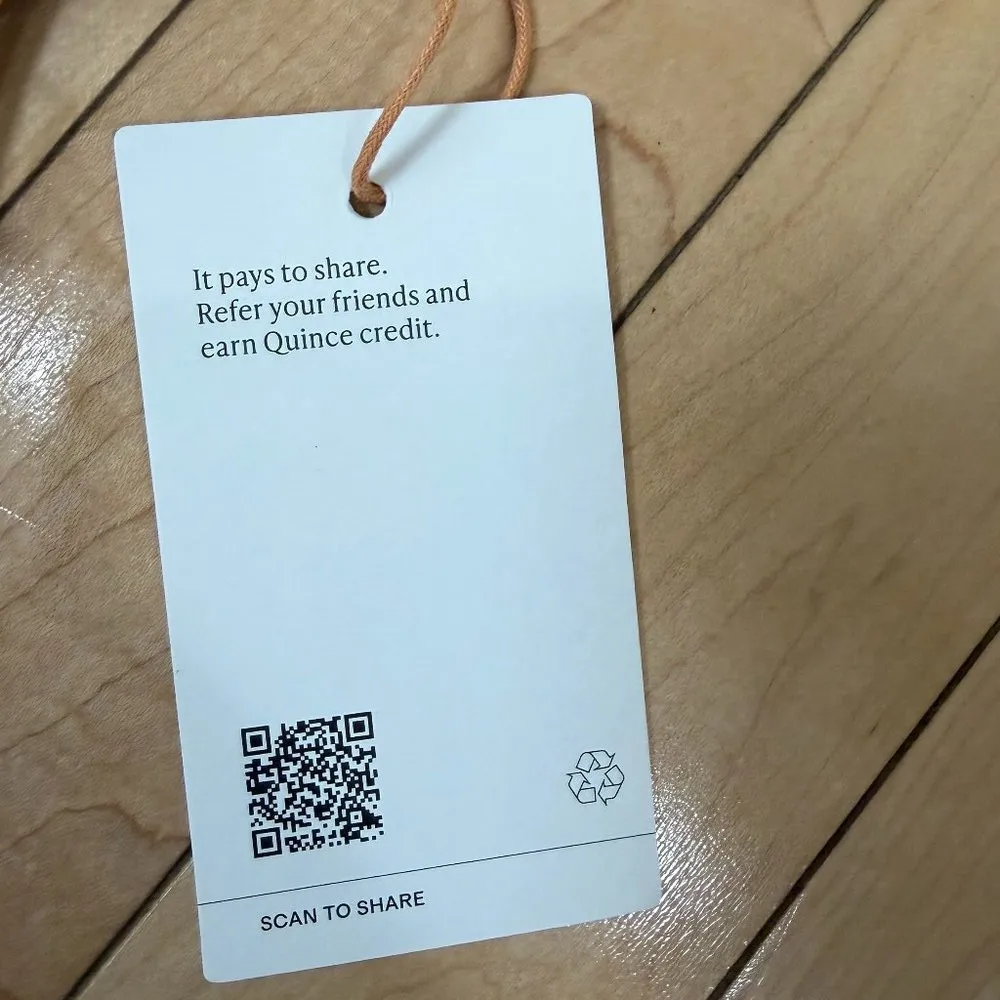 It pays to share.
Refer your friends and
earn Quince credit.
SCAN TO SHARE